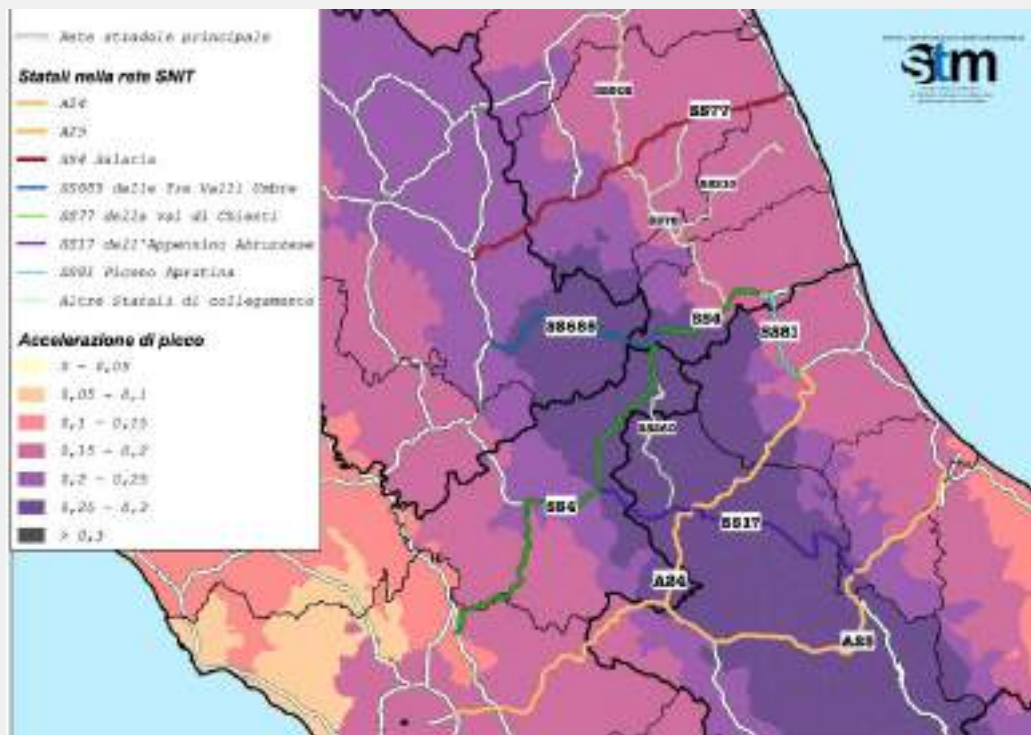 Rete stradale principale
Statali nella rete SNIT
A24
A25
SS4 Salaria
SS685 delle Tre Valli Umbre
SS77 della Val di Chienti
SS17 dell'Appennino Abruzzese
SS81 Piceno Aprutina
Altre Statali di collegamento
Accelerazione di picco
0 - 0,05
0,05 - 0,1
0,1 - 0,15
0,15 - 0,2
0,2 - 0,25
0,25 - 0,3
> 0,3
stm
SS77
SS78
SS4
SS685
SS81
SS4
SS17
A24
A25